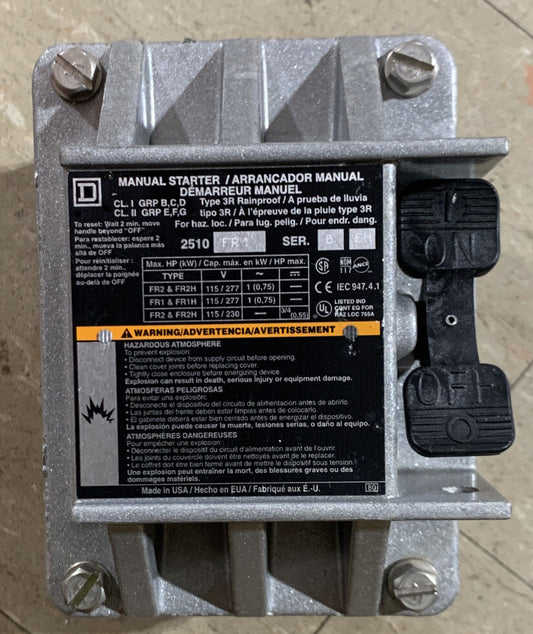 MANUAL STARTER / ARRANCADOR MANUAL
DÉMARREUR MANUEL
CL. I GRP B,C,D Type 3R Rainproof / A prueba de lluvia
CL. II GRP E,F,G tipo 3R / À l'épreuve de la pluie type 3R
For haz. loc. / Para lug. pelig. / Pour endr. dang.
To reset: Wait 2 min. move
handle beyond "OFF"
Para restablecer: espere 2
min., mueva la palanca más
allá de OFF
Pour réinitialiser :
attendre 2 min.,
déplacer la poignée
au-delà de OFF
2510 FR1 SER.
Max. HP (kW) / Cap. máx. en kW / HP max.
TYPE V
FR2 & FR2H 115 / 277 1 (0,75) —
FR1 & FR1H 115 / 277 1 (0,75) —
FR2 & FR2H 115 / 230 — 3/4 (0,55)
SA
NOM
ANCE
CE IEC 947.4.1
UL LISTED IND
CONT EQ FOR
HAZ LOC 765A
WARNING/ADVERTENCIA/AVERTISSEMENT
HAZARDOUS ATMOSPHERE
To prevent explosion:
• Disconnect device from supply circuit before opening.
• Clean cover joints before replacing cover.
• Tightly close enclosure before energizing device.
Explosion can result in death, serious injury or equipment damage.
ATMOSFERAS PELIGROSAS
Para evitar una explosión:
• Desconecte el dispositivo del circuito de alimentación antes de abrirlo.
• Las juntas del frente deben estar limpias antes de colocarlo.
• El gabinete deberá estar bien cerrado antes de energizar el dispositivo.
La explosión puede causar la muerte, lesiones serias, o daño al equipo.
ATMOSPHÈRES DANGEREUSES
Pour empêcher une explosion :
• Déconnecter le dispositif du circuit d'alimentation avant de l'ouvrir.
• Les joints du couvercle doivent être nettoyés avant de le replacer.
• Le coffret doit être bien fermé avant de mettre le dispositif sous tension.
Une explosion peut entraîner la mort, des blessures graves ou des
dommages matériels.
Made in USA / Hecho en EUA / Fabriqué aux É.-U.
ON
OFF